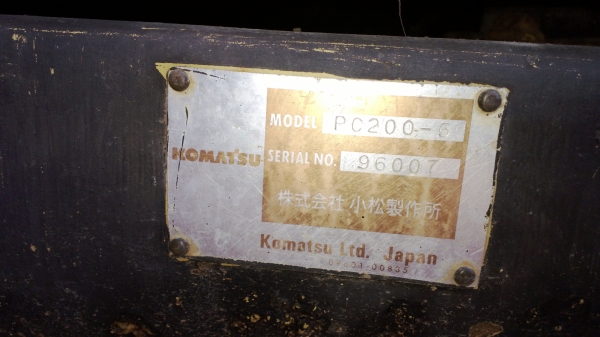 MODEL PC200-6
KOMATSU SERIAL NO. 96007
株式会社 小松製作所
Komatsu Ltd. Japan